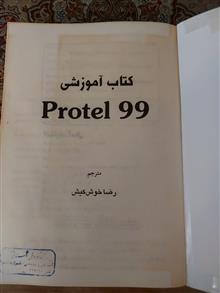 کتاب آموزشی
Protel 99
مترجم
رضا خوش کیش